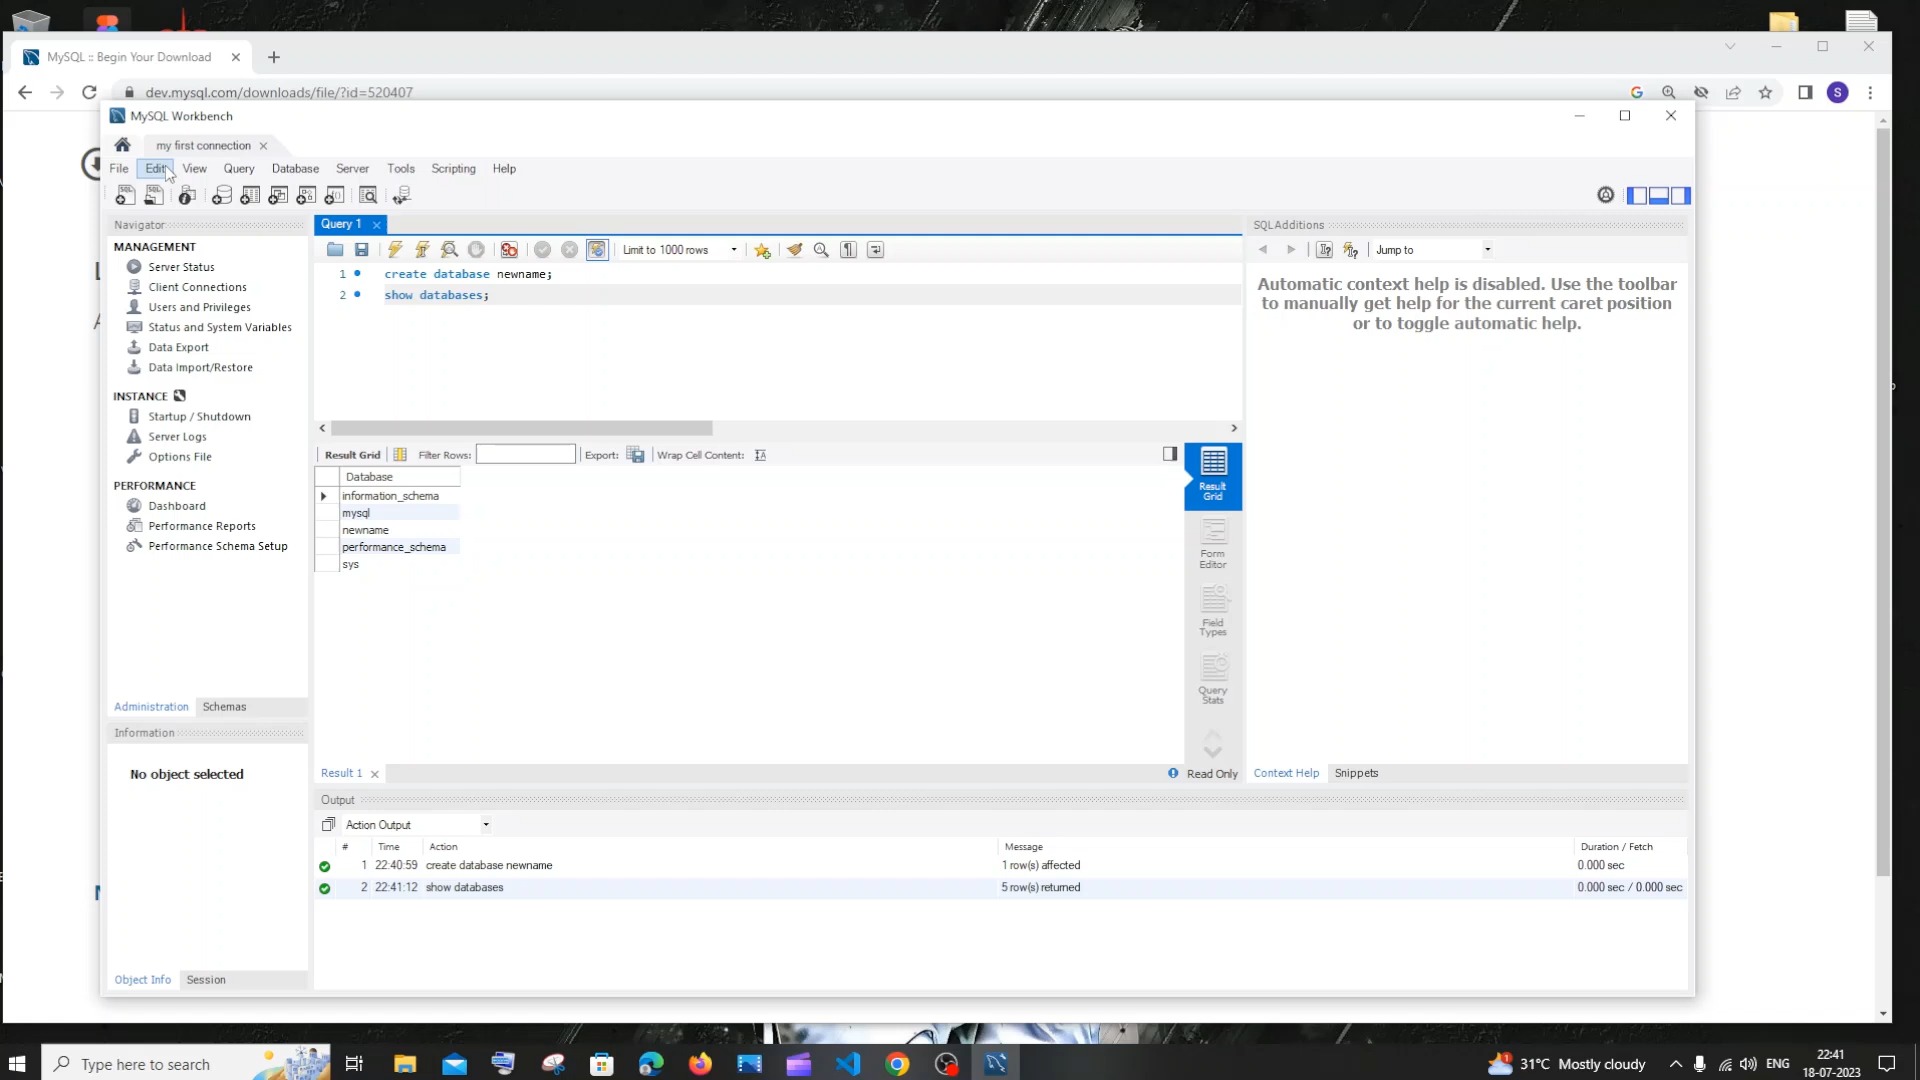 MySQL :: Begin Your Download
dev.mysql.com/downloads/file/?id=520407
S
MySQL Workbench
my first connection
File Edit View Query Database Server Tools Scripting Help
Navigator
MANAGEMENT
Server Status
Client Connections
Users and Privileges
Status and System Variables
Data Export
Data Import/Restore
INSTANCE
Startup / Shutdown
Server Logs
Options File
PERFORMANCE
Dashboard
Performance Reports
Performance Schema Setup
Administration Schemas
Information
No object selected
Object Info Session
Query 1
Limit to 1000 rows
1 create database newname;
2 show databases;
Result Grid Filter Rows: Export: Wrap Cell Content:
Database
information_schema
mysql
newname
performance_schema
sys
Result Grid
Form Editor
Field Types
Query Stats
Result 1
Read Only
SQLAdditions
Jump to
Automatic context help is disabled. Use the toolbar
to manually get help for the current caret position
or to toggle automatic help.
Context Help Snippets
Output
Action Output
# Time Action Message Duration / Fetch
1 22:40:59 create database newname 1 row(s) affected 0.000 sec
2 22:41:12 show databases 5 row(s) returned 0.000 sec / 0.000 sec
Type here to search
1
31°C Mostly cloudy
ENG
22:41
18-07-2023